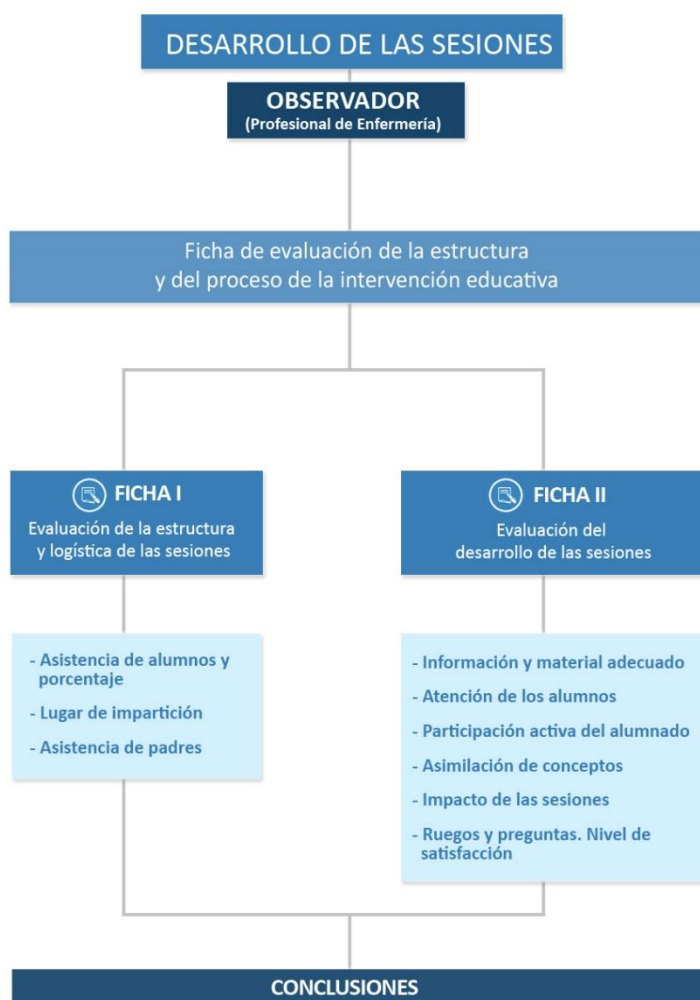 DESARROLLO DE LAS SESIONES
OBSERVADOR
(Profesional de Enfermería)
Ficha de evaluación de la estructura
y del proceso de la intervención educativa
FICHA I
Evaluación de la estructura
y logística de las sesiones
- Asistencia de alumnos y
porcentaje
- Lugar de impartición
- Asistencia de padres
FICHA II
Evaluación del
desarrollo de las sesiones
- Información y material adecuado
- Atención de los alumnos
- Participación activa del alumnado
- Asimilación de conceptos
- Impacto de las sesiones
- Ruegos y preguntas. Nivel de
satisfacción
CONCLUSIONES